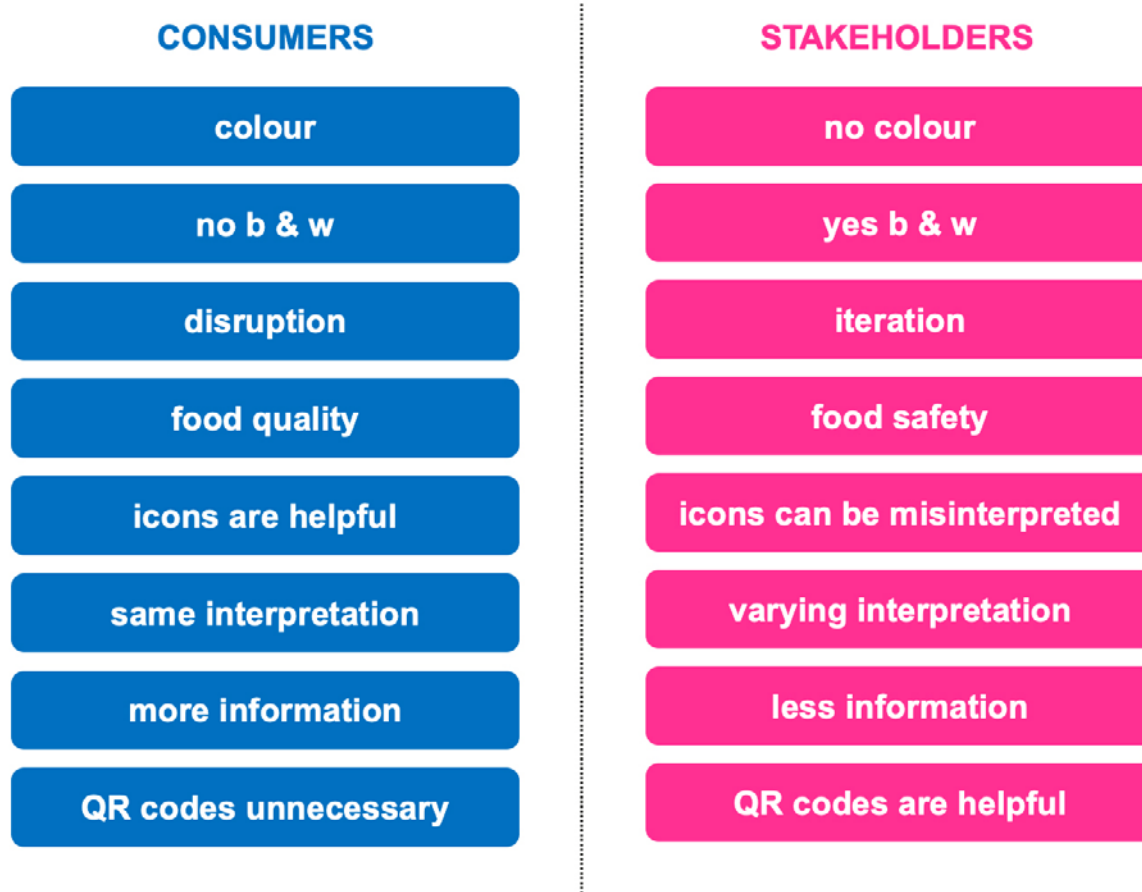 CONSUMERS
colour
no b & w
disruption
food quality
icons are helpful
same interpretation
more information
QR codes unnecessary
STAKEHOLDERS
no colour
yes b & w
iteration
food safety
icons can be misinterpreted
varying interpretation
less information
QR codes are helpful